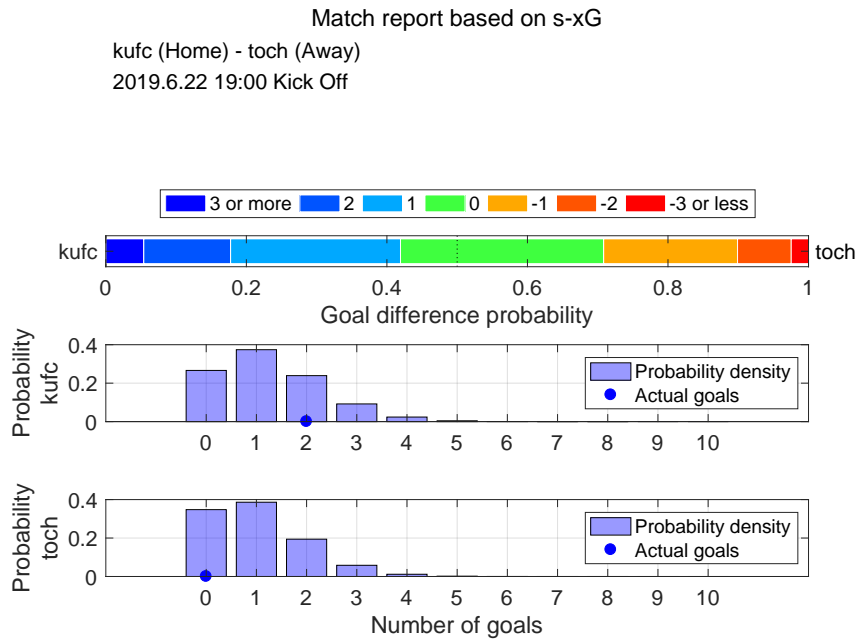 Match report based on s-xG
kufc (Home) - toch (Away)
2019.6.22 19:00 Kick Off
3 or more 2 1 0 -1 -2 -3 or less
kufc toch
0 0.2 0.4 0.6 0.8 1
Goal difference probability
Probability
kufc
0.4
0.2
0
Probability density
Actual goals
0 1 2 3 4 5 6 7 8 9 10
Probability
toch
0.4
0.2
0
Probability density
Actual goals
0 1 2 3 4 5 6 7 8 9 10
Number of goals